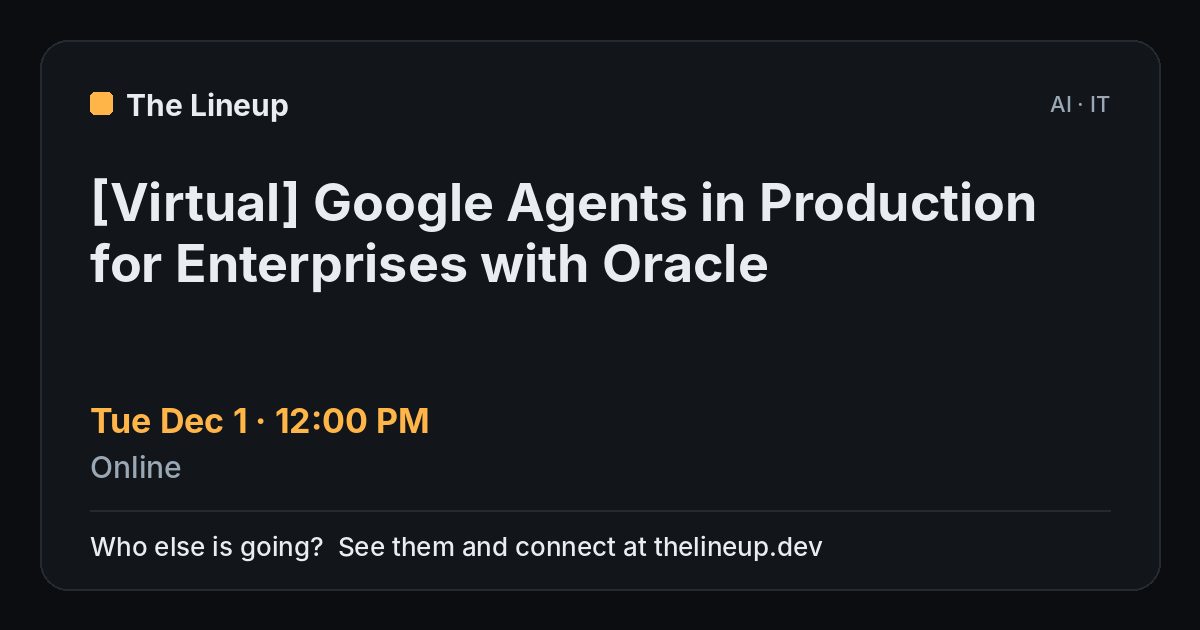 The Lineup
AI · IT
[Virtual] Google Agents in Production
for Enterprises with Oracle
Tue Dec 1 · 12:00 PM
Online
Who else is going?  See them and connect at thelineup.dev